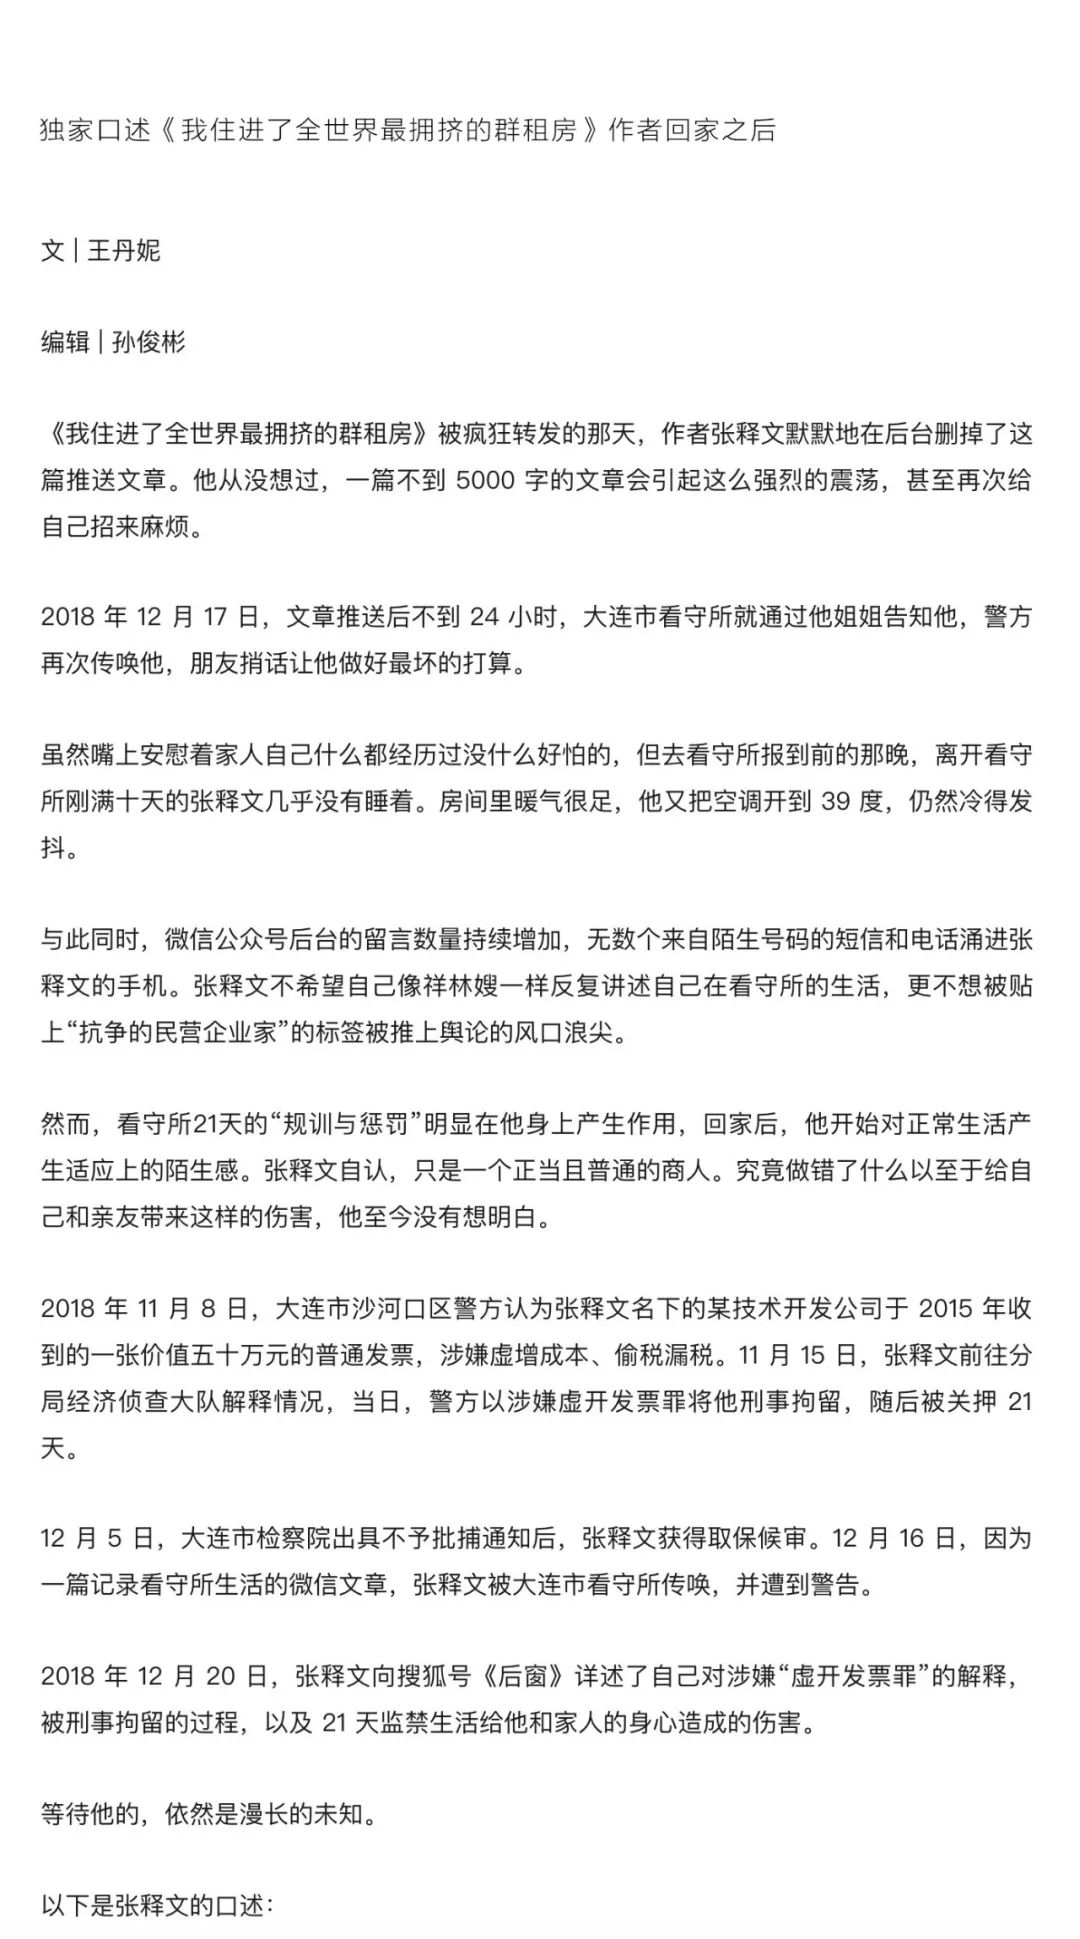 独家口述《我住进了全世界最拥挤的群租房》作者回家之后
文 | 王丹妮
编辑 | 孙俊彬
《我住进了全世界最拥挤的群租房》被疯狂转发的那天，作者张释文默默地在后台删掉了这
篇推送文章。他从没想过，一篇不到 5000 字的文章会引起这么强烈的震荡，甚至再次给
自己招来麻烦。
2018 年 12 月 17 日，文章推送后不到 24 小时，大连市看守所就通过他姐姐告知他，警方
再次传唤他，朋友捎话让他做好最坏的打算。
虽然嘴上安慰着家人自己什么都经历过没什么好怕的，但去看守所报到前的那晚，离开看守
所刚满十天的张释文几乎没有睡着。房间里暖气很足，他又把空调开到 39 度，仍然冷得发
抖。
与此同时，微信公众号后台的留言数量持续增加，无数个来自陌生号码的短信和电话涌进张
释文的手机。张释文不希望自己像祥林嫂一样反复讲述自己在看守所的生活，更不想被贴
上“抗争的民营企业家”的标签被推上舆论的风口浪尖。
然而，看守所21天的“规训与惩罚”明显在他身上产生作用，回家后，他开始对正常生活产
生适应上的陌生感。张释文自认，只是一个正当且普通的商人。究竟做错了什么以至于给自
己和亲友带来这样的伤害，他至今没有想明白。
2018 年 11 月 8 日，大连市沙河口区警方认为张释文名下的某技术开发公司于 2015 年收
到的一张价值五十万元的普通发票，涉嫌虚增成本、偷税漏税。11 月 15 日，张释文前往分
局经济侦查大队解释情况，当日，警方以涉嫌虚开发票罪将他刑事拘留，随后被关押 21
天。
12 月 5 日，大连市检察院出具不予批捕通知后，张释文获得取保候审。12 月 16 日，因为
一篇记录看守所生活的微信文章，张释文被大连市看守所传唤，并遭到警告。
2018 年 12 月 20 日，张释文向搜狐号《后窗》详述了自己对涉嫌“虚开发票罪”的解释，
被刑事拘留的过程，以及 21 天监禁生活给他和家人的身心造成的伤害。
等待他的，依然是漫长的未知。
以下是张释文的口述：